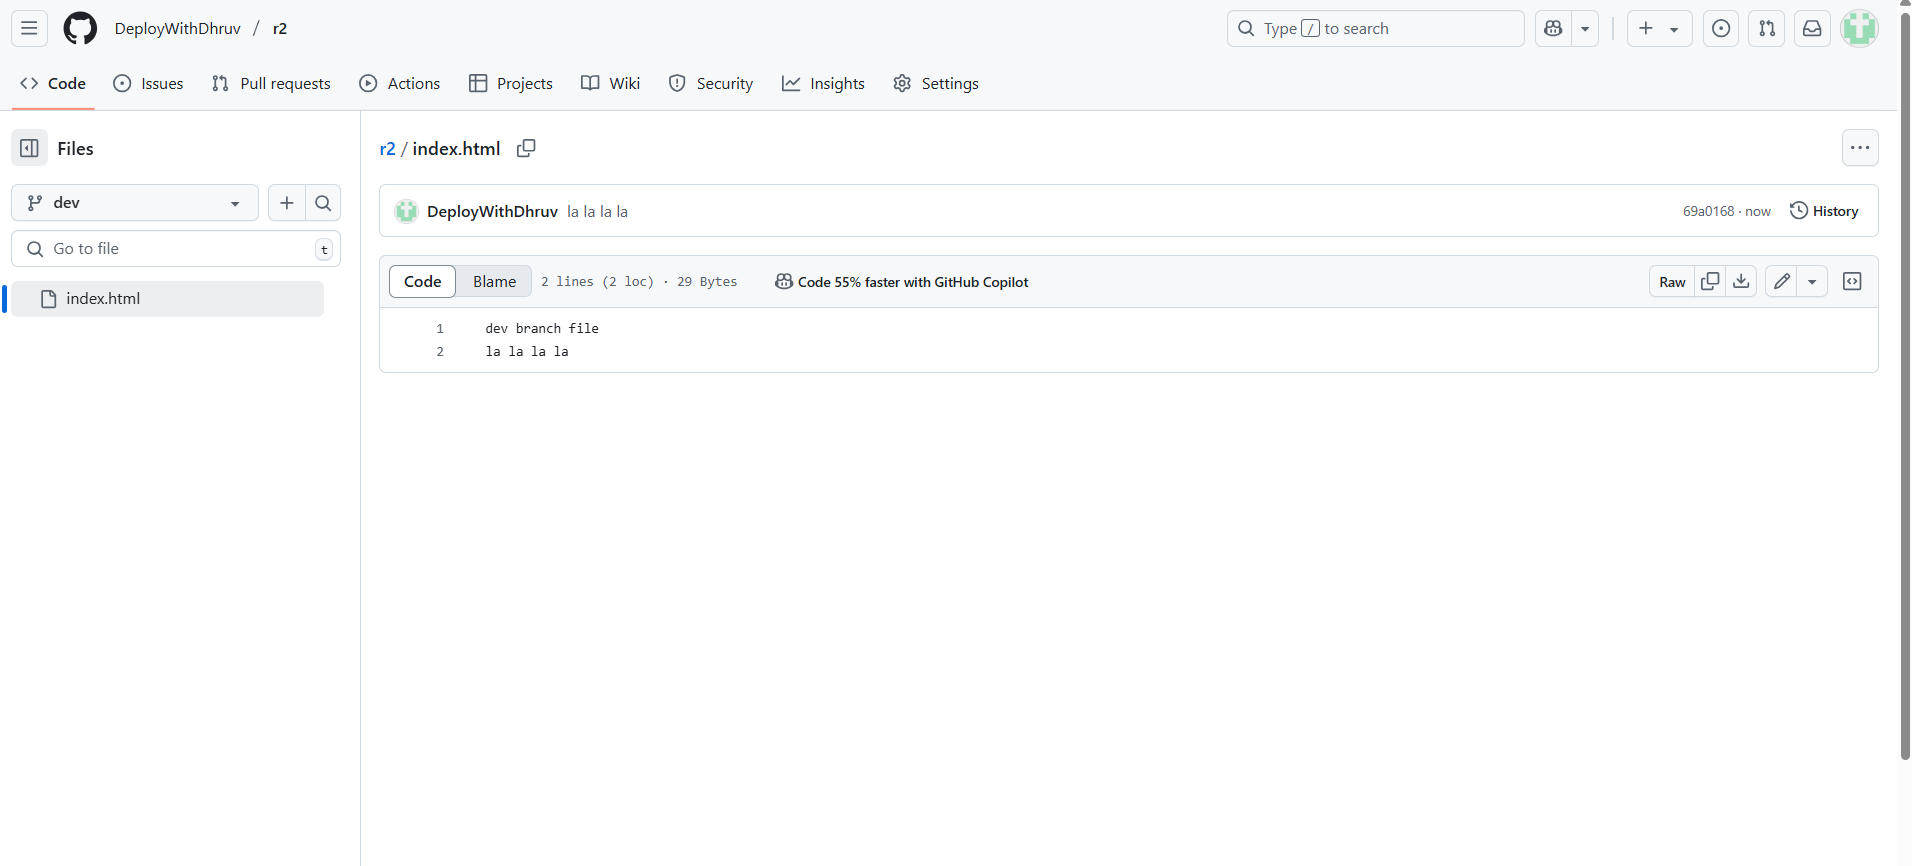 DeployWithDhruv / r2
Type / to search
Code
Issues
Pull requests
Actions
Projects
Wiki
Security
Insights
Settings
Files
dev
Go to file
t
index.html
r2 / index.html
DeployWithDhruv la la la la
69a0168 · now
History
Code
Blame
2 lines (2 loc) · 29 Bytes
Code 55% faster with GitHub Copilot
Raw
1 dev branch file
2 la la la la